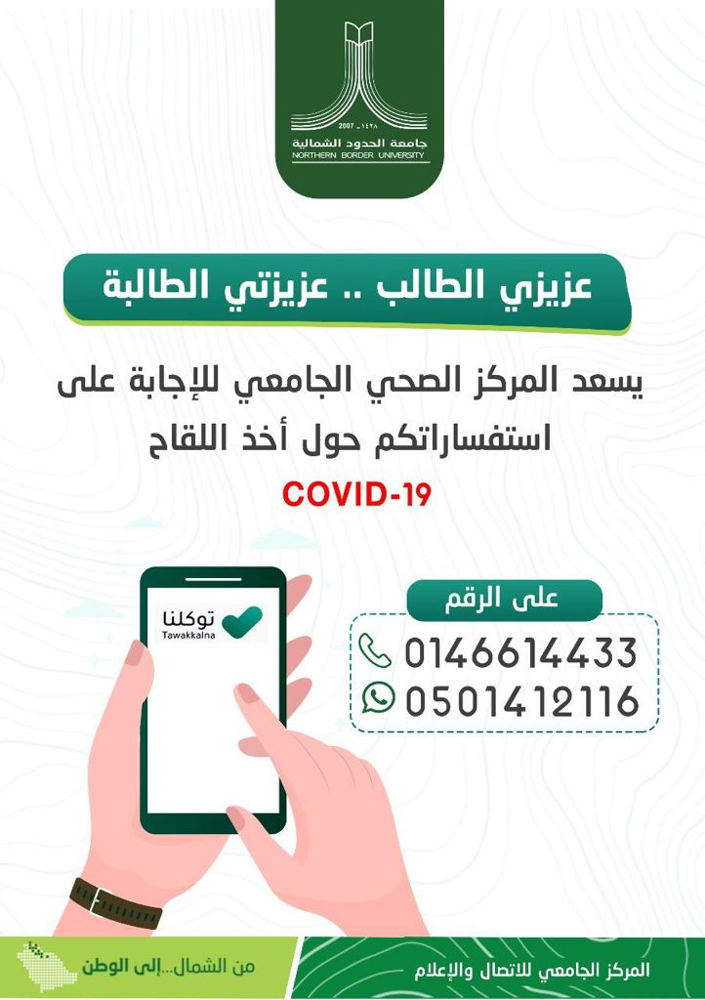 2007 _ ١٤٢٨
جامعة الحدود الشمالية
NORTHERN BORDER UNIVERSITY
عزيزي الطالب .. عزيزتي الطالبة
يسعد المركز الصحي الجامعي للإجابة على
استفساراتكم حول أخذ اللقاح
COVID-19
توكلنا
Tawakkalna
على الرقم
0146614433
0501412116
المركز الجامعي للاتصال والإعلام
من الشمال...إلى الوطن